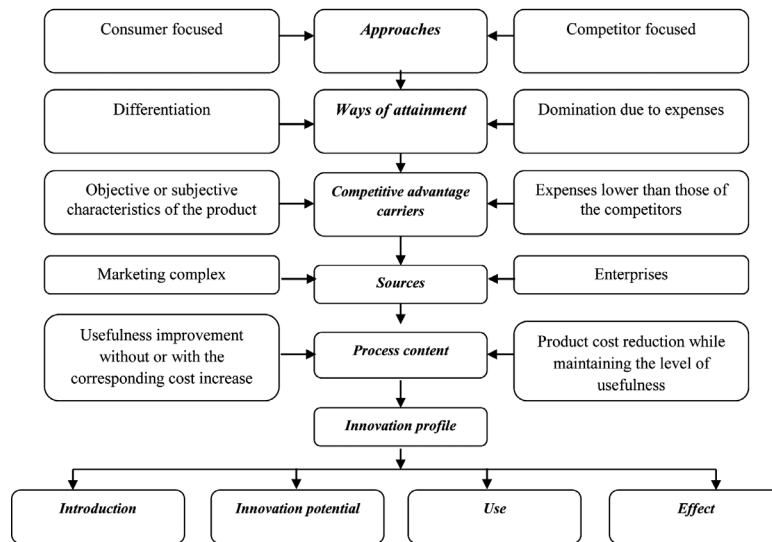 Consumer focused
Approaches
Competitor focused
Differentiation
Ways of attainment
Domination due to expenses
Objective or subjective
characteristics of the product
Competitive advantage
carriers
Expenses lower than those of
the competitors
Marketing complex
Sources
Enterprises
Usefulness improvement
without or with the
corresponding cost increase
Process content
Product cost reduction while
maintaining the level of
usefulness
Innovation profile
Introduction
Innovation potential
Use
Effect